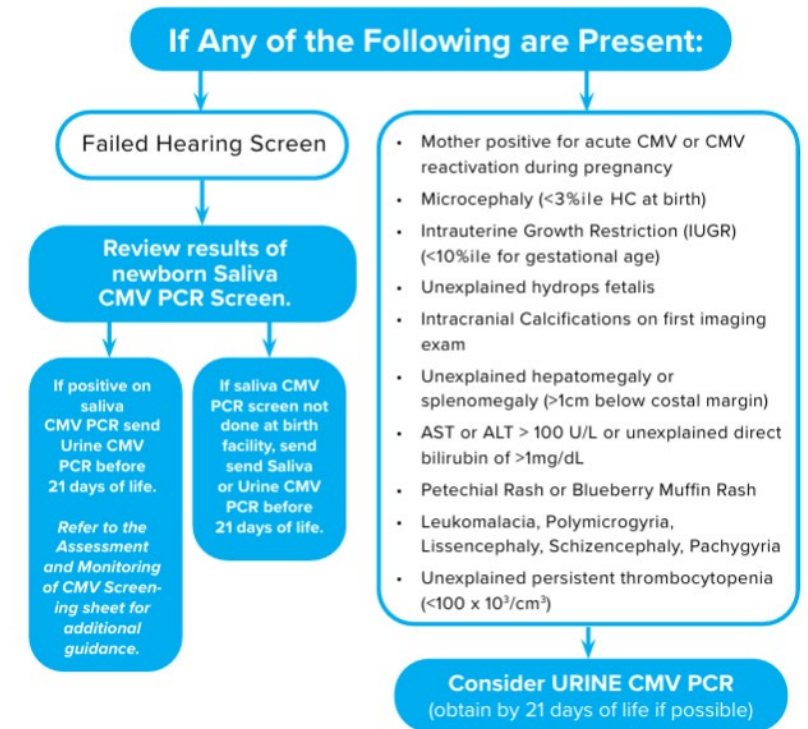 If Any of the Following are Present:
Failed Hearing Screen
Review results of
newborn Saliva
CMV PCR Screen.
If positive on
saliva
CMV PCR send
Urine CMV
PCR before
21 days of life.
Refer to the
Assessment
and Monitoring
of CMV Screen-
ing sheet for
additional
guidance.
If saliva CMV
PCR screen not
done at birth
facility, send
send Saliva
or Urine CMV
PCR before
21 days of life.
• Mother positive for acute CMV or CMV
reactivation during pregnancy
• Microcephaly (<3%ile HC at birth)
• Intrauterine Growth Restriction (IUGR)
(<10%ile for gestational age)
• Unexplained hydrops fetalis
• Intracranial Calcifications on first imaging
exam
• Unexplained hepatomegaly or
splenomegaly (>1cm below costal margin)
• AST or ALT > 100 U/L or unexplained direct
bilirubin of >1mg/dL
• Petechial Rash or Blueberry Muffin Rash
• Leukomalacia, Polymicrogyria,
Lissencephaly, Schizencephaly, Pachygyria
• Unexplained persistent thrombocytopenia
(<100 x 10³/cm³)
Consider URINE CMV PCR
(obtain by 21 days of life if possible)